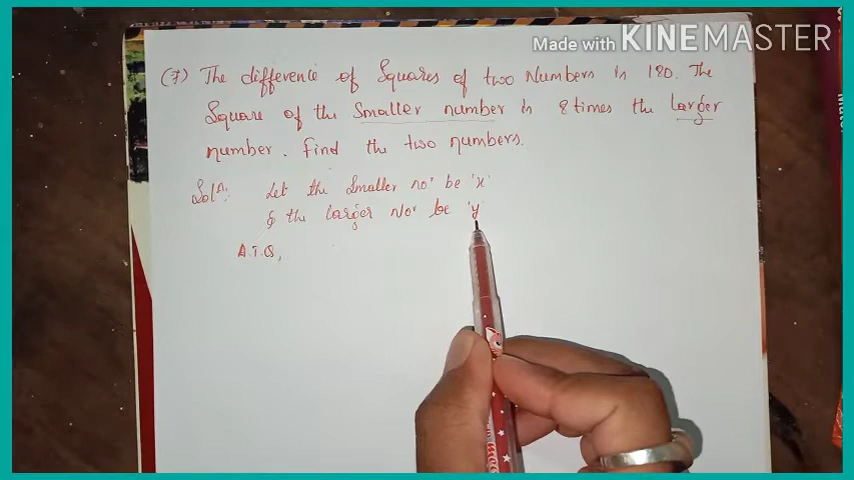 Made with KINEMASTER
(7) The difference of Squares of two Numbers is 180. The
Square of the Smaller number is 8 times the larger
number. Find the two numbers.
Solⁿ: Let the Smaller no' be 'x'
& the larger No' be 'y'
A.T.Q,